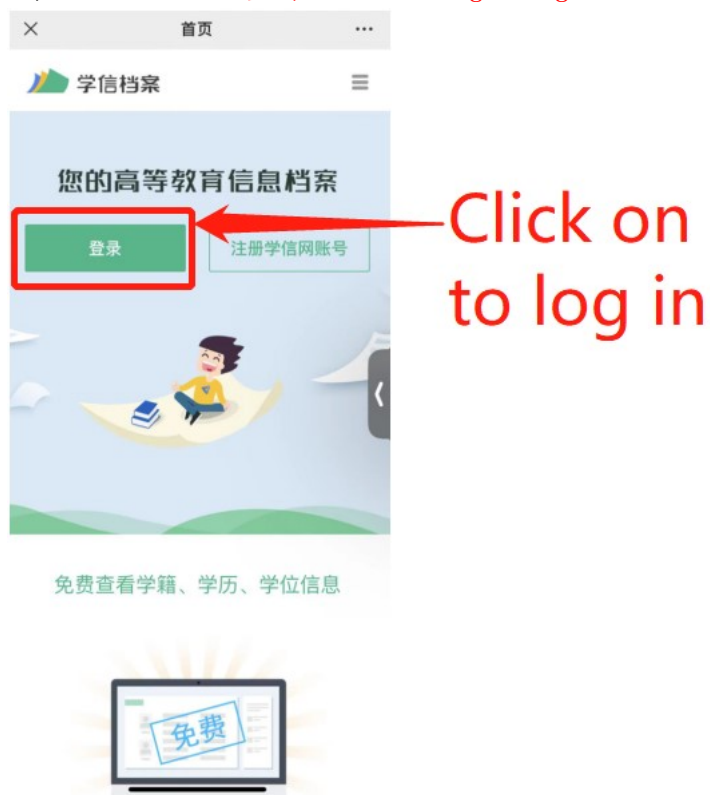 首页
学信档案
您的高等教育信息档案
登录
注册学信网账号
Click on
to log in
免费查看学籍、学历、学位信息
免费